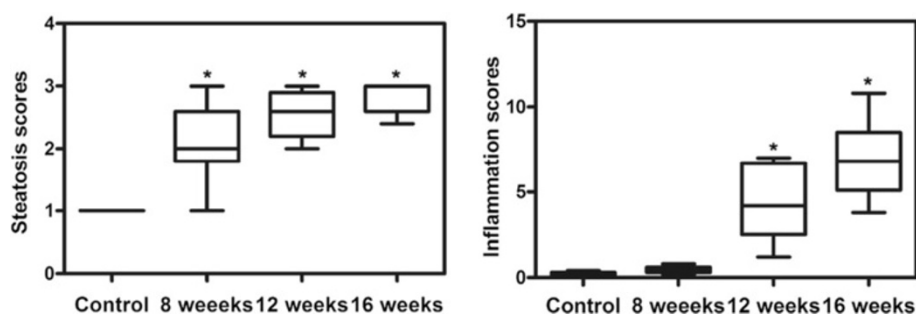 Steatosis scores
4
3
2
1
0
* * *
Control 8 weeeks 12 weeks 16 weeks
Inflammation scores
15
10
5
0
* *
Control 8 weeeks 12 weeks 16 weeks